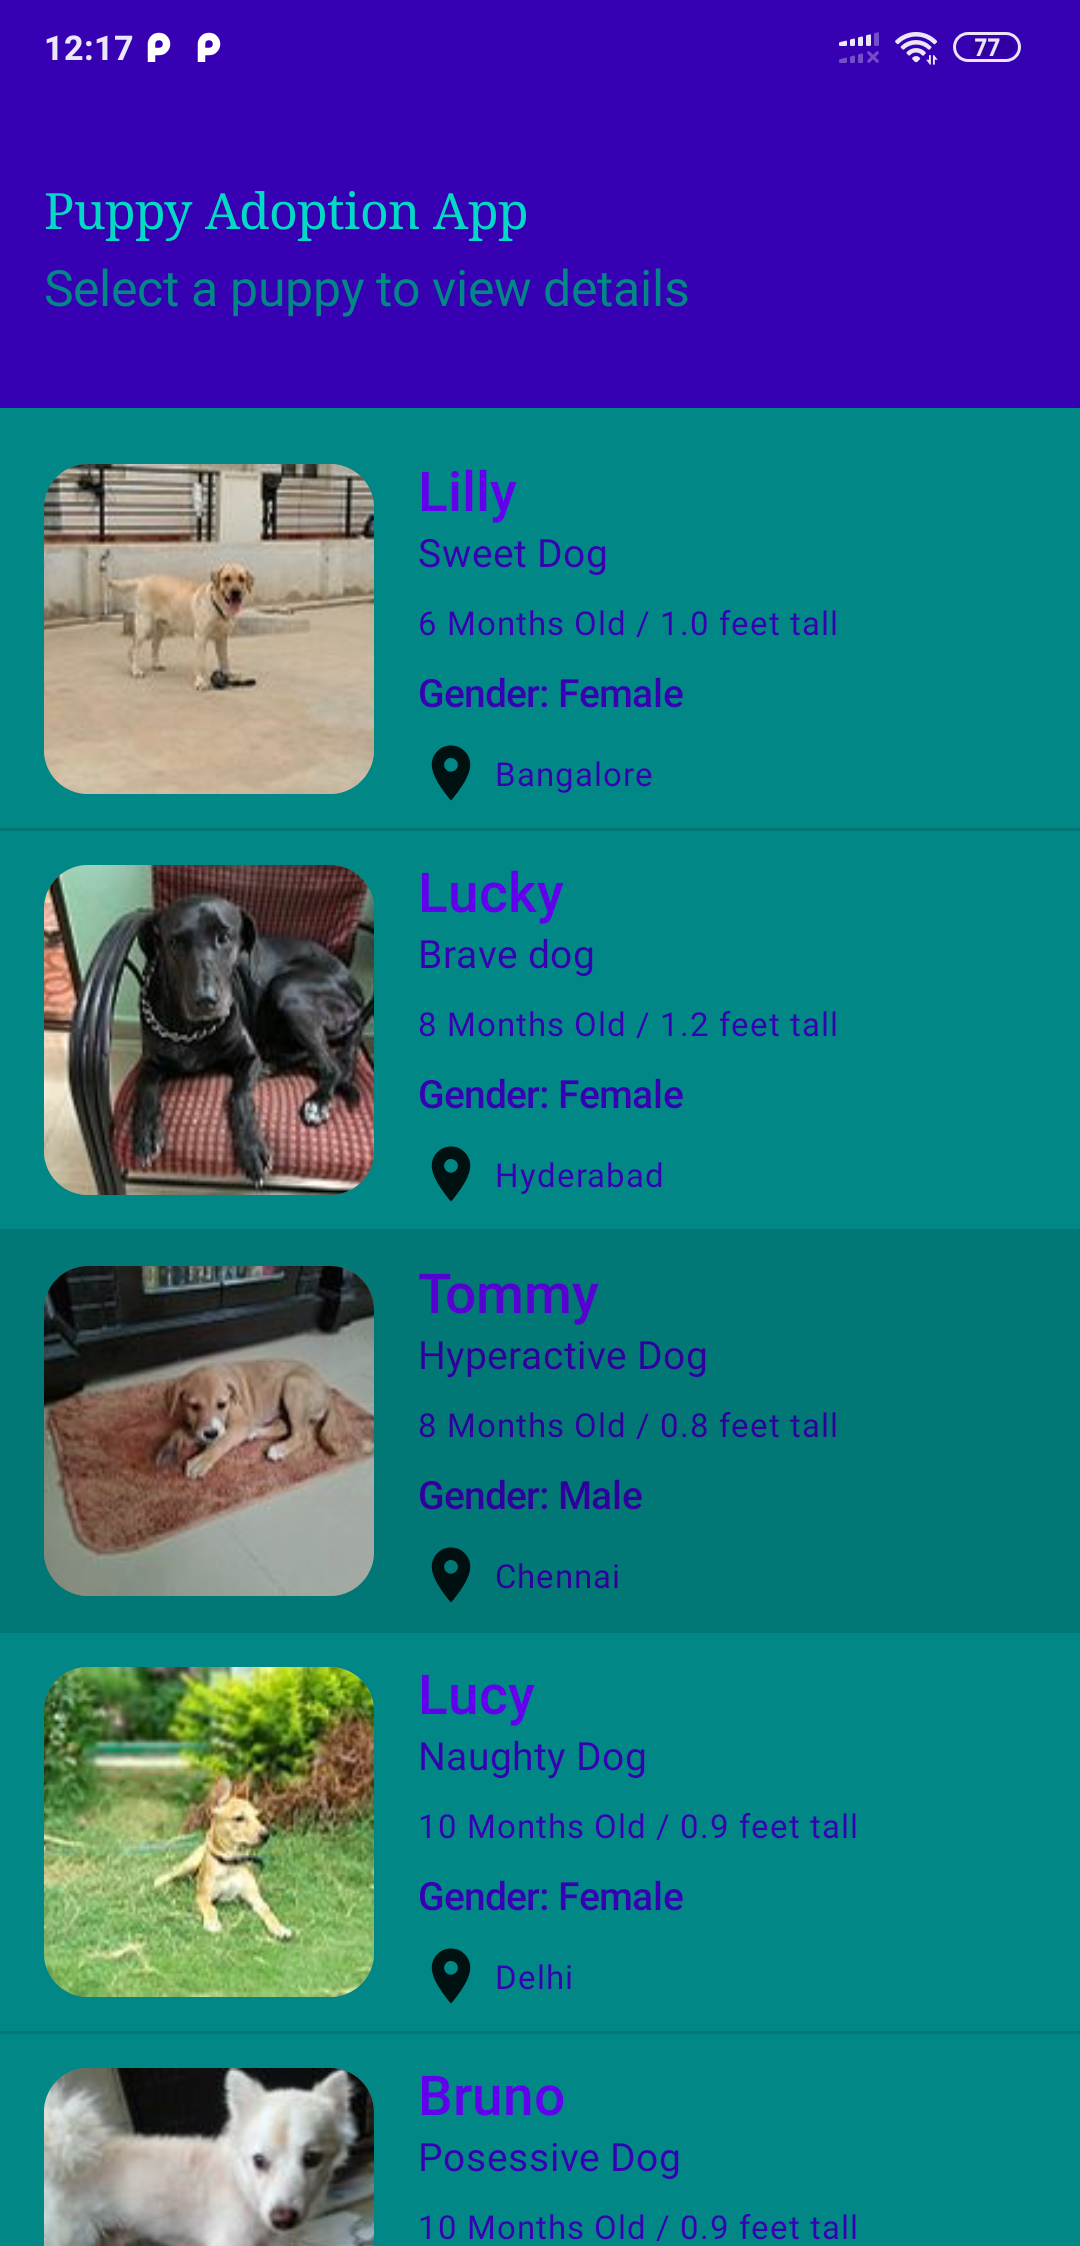 12:17
77
Puppy Adoption App
Select a puppy to view details
Lilly
Sweet Dog
6 Months Old / 1.0 feet tall
Gender: Female
Bangalore
Lucky
Brave dog
8 Months Old / 1.2 feet tall
Gender: Female
Hyderabad
Tommy
Hyperactive Dog
8 Months Old / 0.8 feet tall
Gender: Male
Chennai
Lucy
Naughty Dog
10 Months Old / 0.9 feet tall
Gender: Female
Delhi
Bruno
Posessive Dog
10 Months Old / 0.9 feet tall